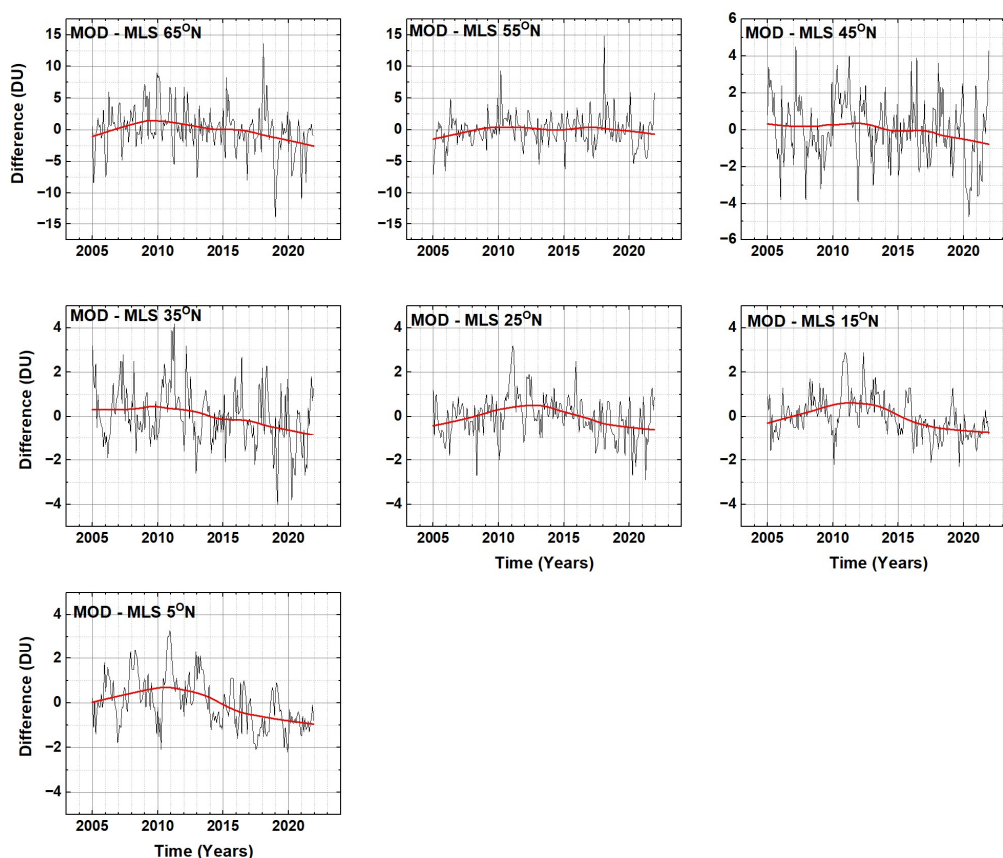 MOD - MLS 65ᴼN
MOD - MLS 55ᴼN
MOD - MLS 45ᴼN
Difference (DU)
15
10
5
0
−5
−10
−15
2005 2010 2015 2020
15
10
5
0
−5
−10
−15
2005 2010 2015 2020
6
4
2
0
−2
−4
−6
2005 2010 2015 2020
MOD - MLS 35ᴼN
MOD - MLS 25ᴼN
MOD - MLS 15ᴼN
Difference (DU)
4
2
0
−2
−4
2005 2010 2015 2020
4
2
0
−2
−4
2005 2010 2015 2020
Time (Years)
4
2
0
−2
−4
2005 2010 2015 2020
Time (Years)
MOD - MLS 5ᴼN
Difference (DU)
4
2
0
−2
−4
2005 2010 2015 2020
Time (Years)